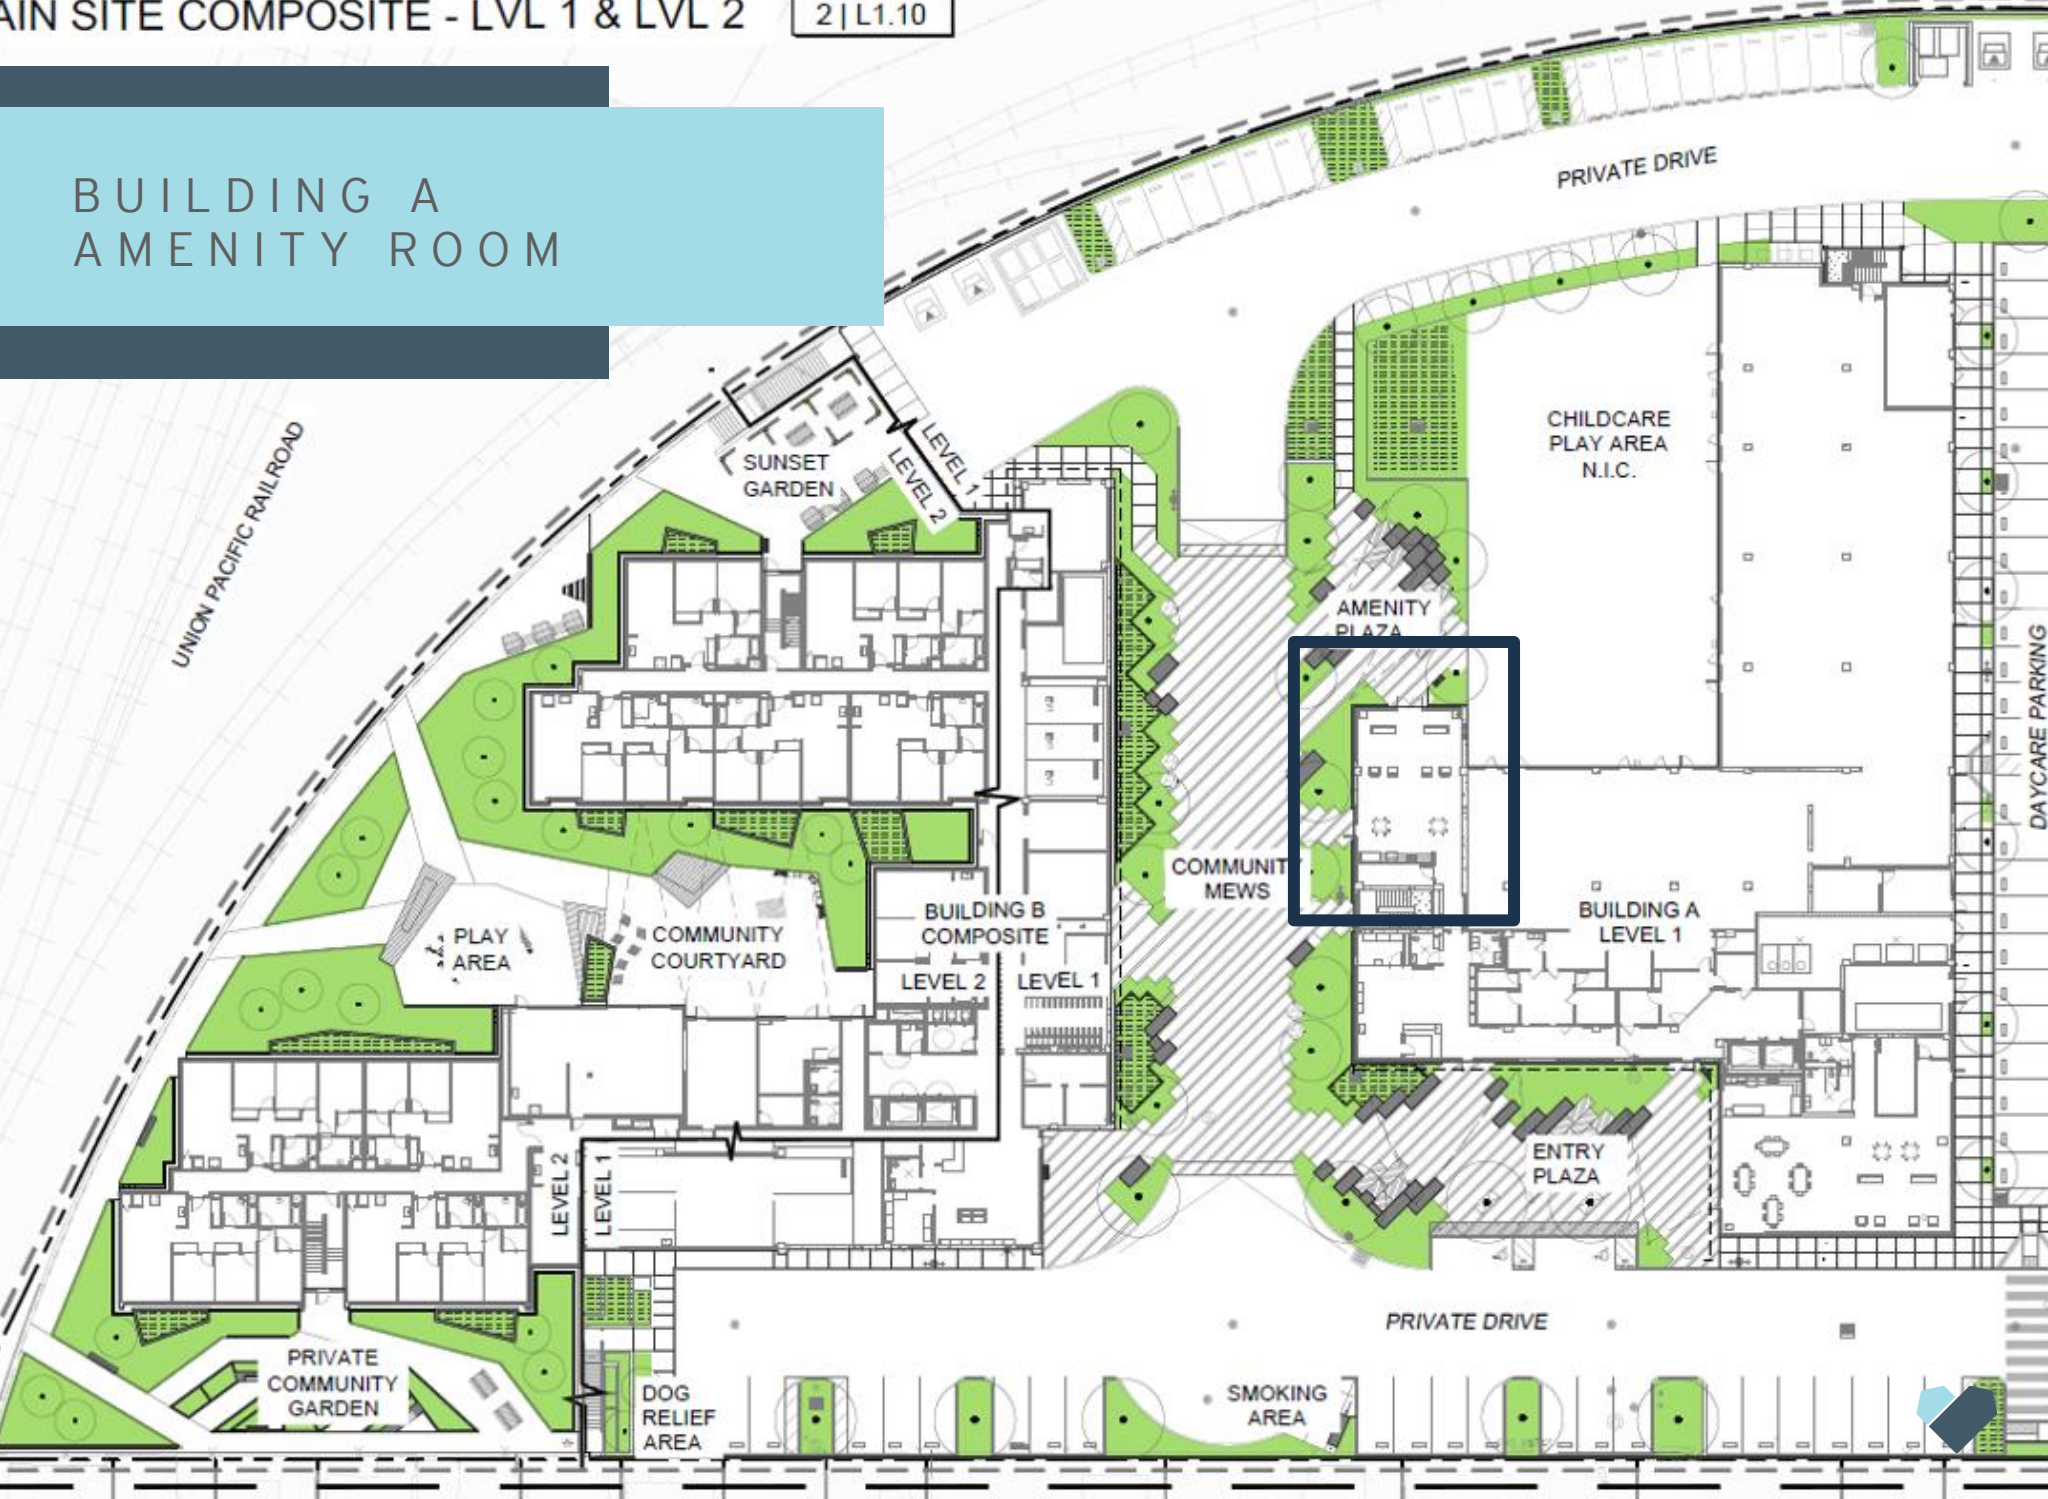 AIN SITE COMPOSITE - LVL 1 & LVL 2
2 | L1.10
BUILDING A
AMENITY ROOM
PRIVATE DRIVE
UNION PACIFIC RAILROAD
SUNSET
GARDEN
LEVEL 1
LEVEL 2
CHILDCARE
PLAY AREA
N.I.C.
AMENITY
PLAZA
DAYCARE PARKING
COMMUNIT
MEWS
BUILDING A
LEVEL 1
BUILDING B
COMPOSITE
LEVEL 2
LEVEL 1
PLAY
AREA
COMMUNITY
COURTYARD
ENTRY
PLAZA
LEVEL 2
LEVEL 1
PRIVATE DRIVE
PRIVATE
COMMUNITY
GARDEN
DOG
RELIEF
AREA
SMOKING
AREA